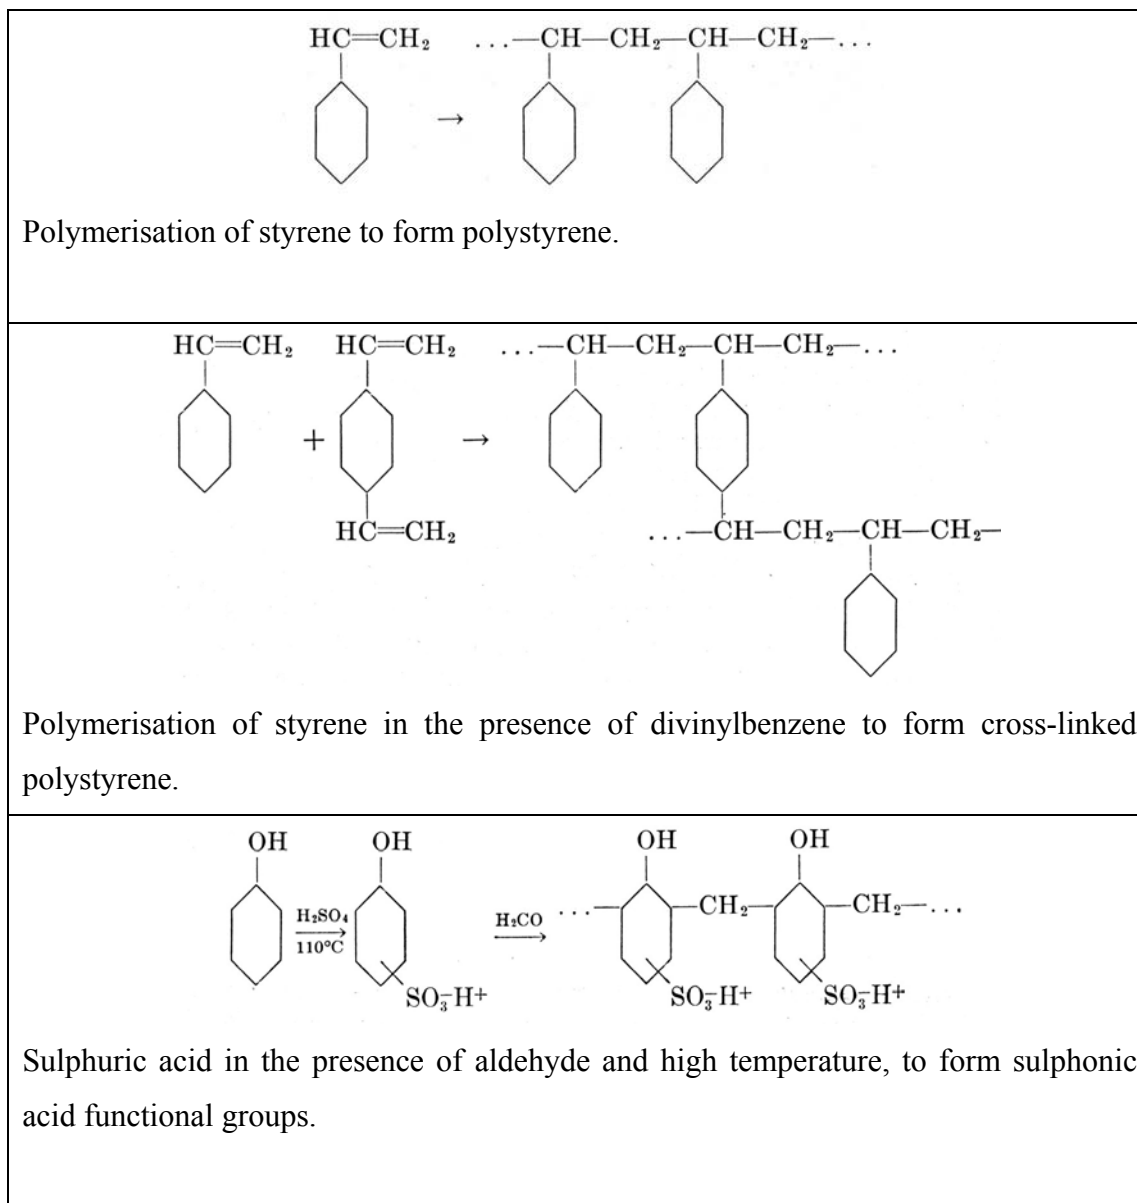 HC=CH₂ ...—CH—CH₂—CH—CH₂—...
→
Polymerisation of styrene to form polystyrene.
HC=CH₂ HC=CH₂ ...—CH—CH₂—CH—CH₂—...
+ →
HC=CH₂ ...—CH—CH₂—CH—CH₂—
Polymerisation of styrene in the presence of divinylbenzene to form cross-linked
polystyrene.
OH OH OH OH
H₂SO₄ H₂CO ...— —CH₂— —CH₂—...
110°C
SO₃⁻H⁺ SO₃⁻H⁺ SO₃⁻H⁺
Sulphuric acid in the presence of aldehyde and high temperature, to form sulphonic
acid functional groups.